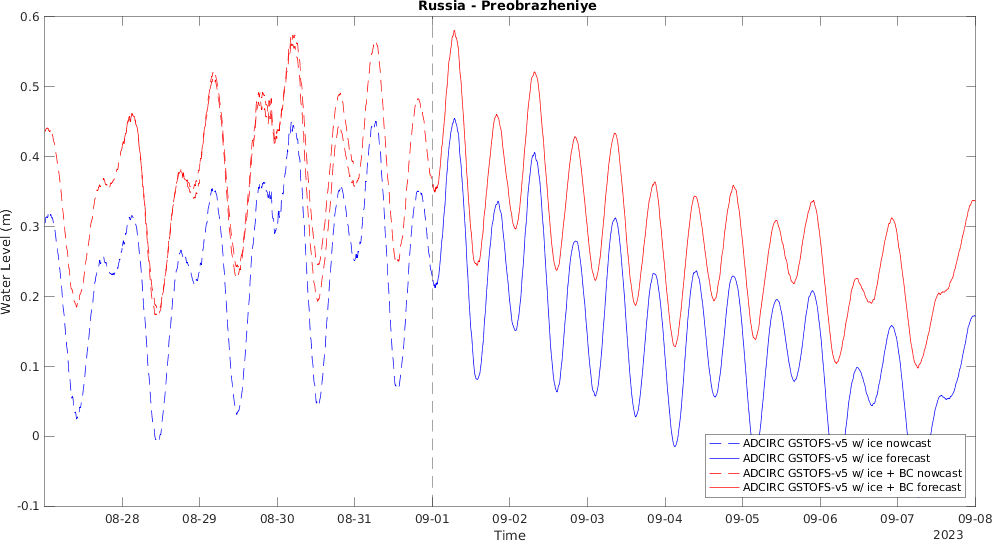 Russia - Preobrazheniye
0.6
0.5
0.4
0.3
0.2
0.1
0
-0.1
Water Level (m)
08-28 08-29 08-30 08-31 09-01 09-02 09-03 09-04 09-05 09-06 09-07 09-08
Time
2023
ADCIRC GSTOFS-v5 w/ ice nowcast
ADCIRC GSTOFS-v5 w/ ice forecast
ADCIRC GSTOFS-v5 w/ ice + BC nowcast
ADCIRC GSTOFS-v5 w/ ice + BC forecast